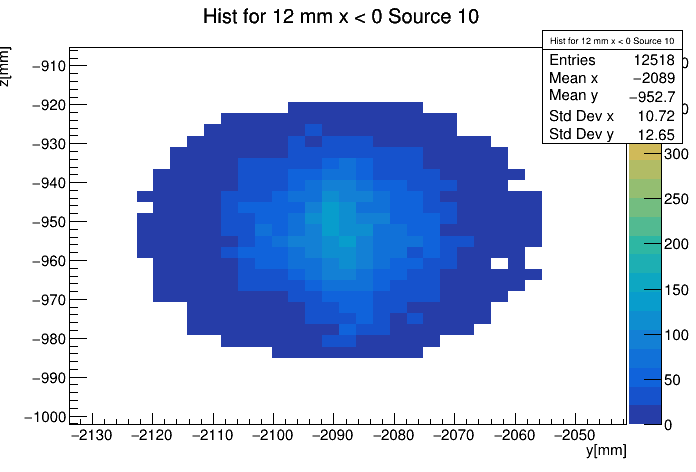 Hist for 12 mm x < 0 Source 10
Hist for 12 mm x < 0 Source 10
Entries 12518
Mean x −2089
Mean y −952.7
Std Dev x 10.72
Std Dev y 12.65
z[mm]
−910
−920
−930
−940
−950
−960
−970
−980
−990
−1000
−2130 −2120 −2110 −2100 −2090 −2080 −2070 −2060 −2050
y[mm]
300
250
200
150
100
50
0